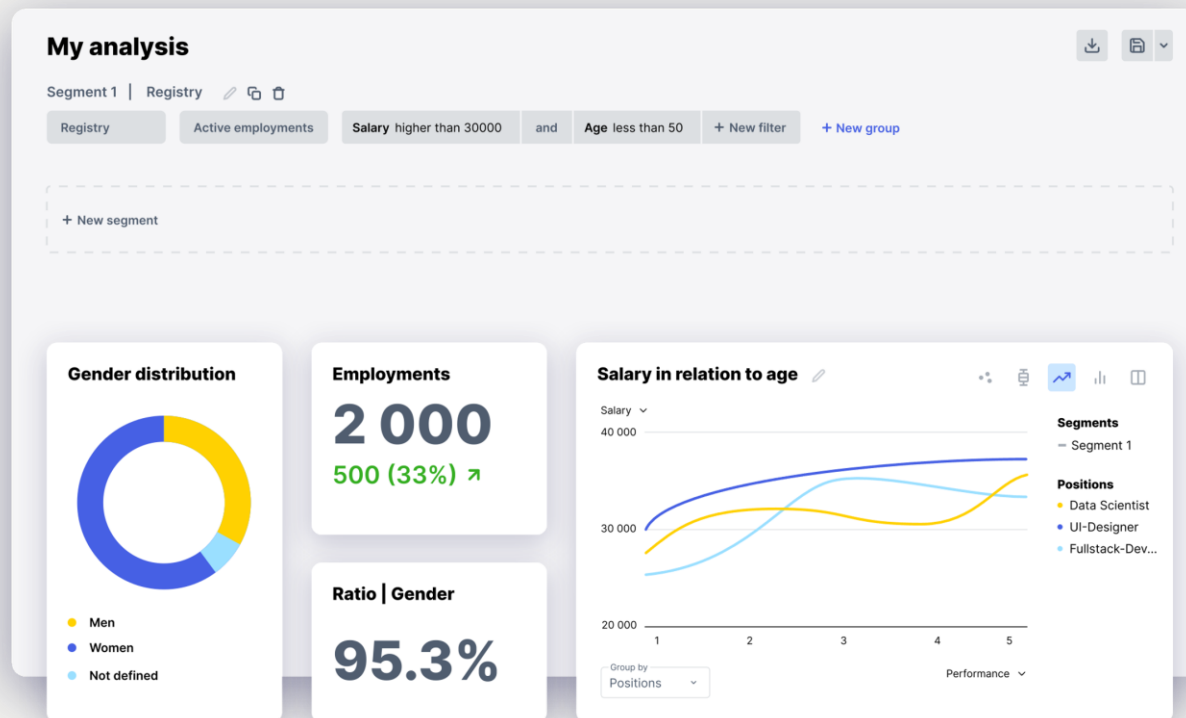 My analysis
Segment 1 | Registry
Registry
Active employments
Salary higher than 30000 and Age less than 50 + New filter
+ New group
+ New segment
Gender distribution
Men
Women
Not defined
Employments
2 000
500 (33%)
Ratio | Gender
95.3%
Salary in relation to age
Salary
40 000
30 000
20 000
1 2 3 4 5
Group by
Positions
Performance
Segments
Segment 1
Positions
Data Scientist
UI-Designer
Fullstack-Dev...